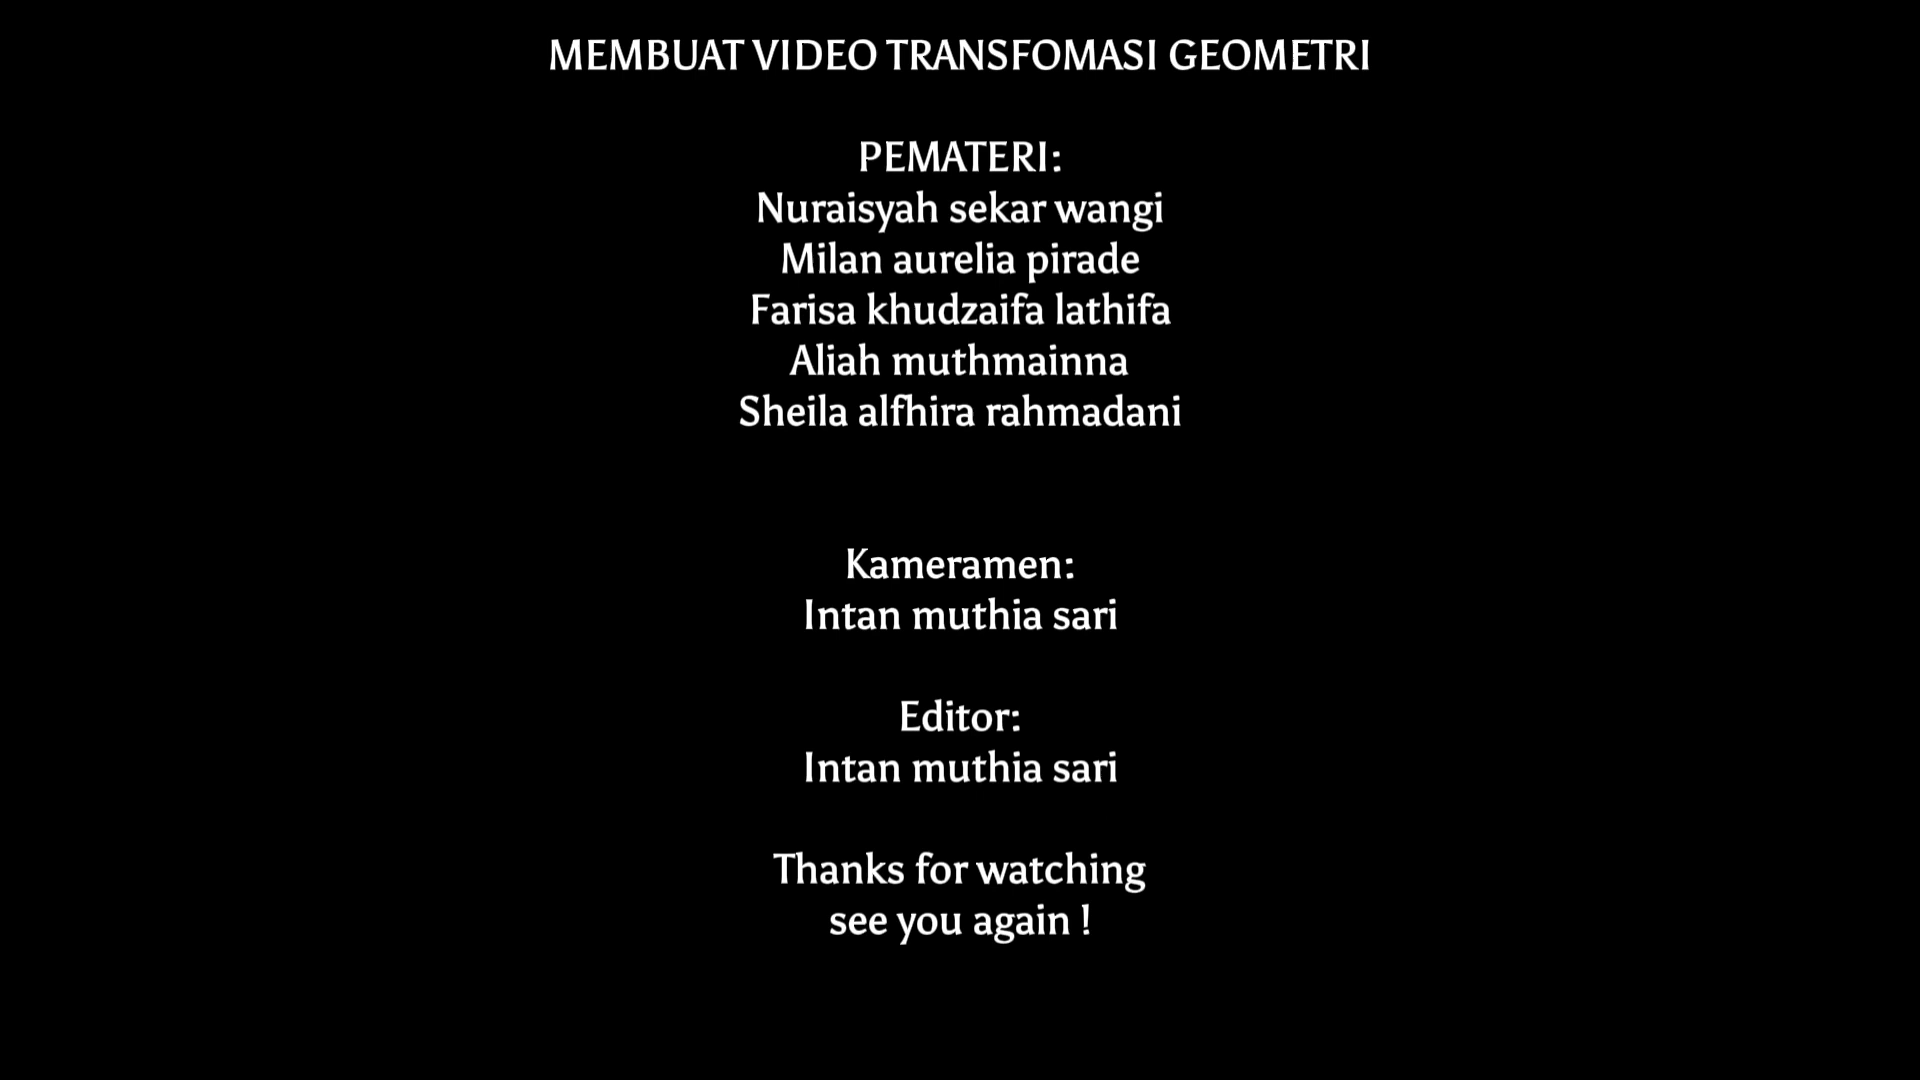 MEMBUAT VIDEO TRANSFOMASI GEOMETRI
PEMATERI:
Nuraisyah sekar wangi
Milan aurelia pirade
Farisa khudzaifa lathifa
Aliah muthmainna
Sheila alfhira rahmadani
Kameramen:
Intan muthia sari
Editor:
Intan muthia sari
Thanks for watching
see you again !